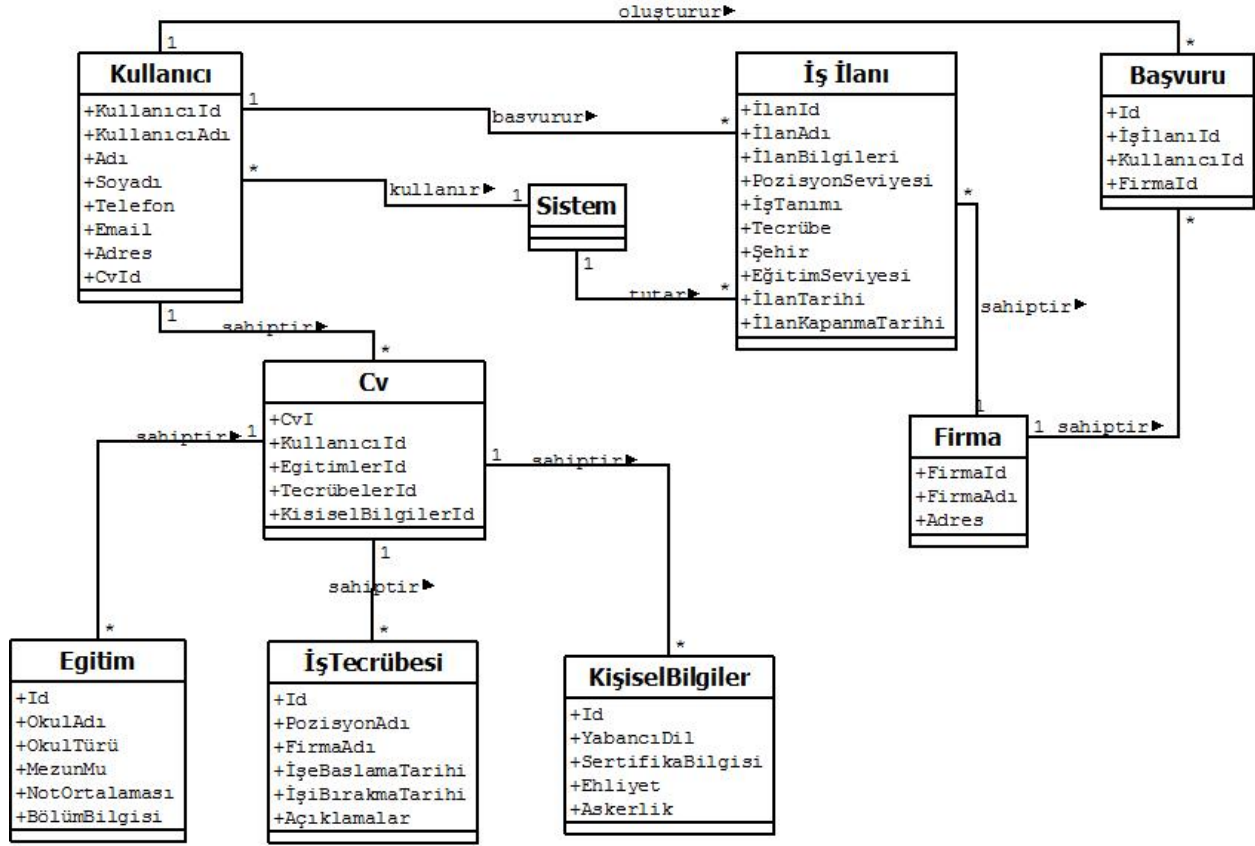 oluşturur
1
*
Kullanıcı
+KullanıcıId
+KullanıcıAdı
+Adı
+Soyadı
+Telefon
+Email
+Adres
+CvId
1
basvurur
*
*
kullanır
1
Sistem
1
tutar
*
İş İlanı
+İlanId
+İlanAdı
+İlanBilgileri
+PozisyonSeviyesi
+İşTanımı
+Tecrübe
+Şehir
+EğitimSeviyesi
+İlanTarihi
+İlanKapanmaTarihi
Başvuru
+Id
+İşİlanıId
+KullanıcıId
+FirmaId
*
*
sahiptir
1
Firma
+FirmaId
+FirmaAdı
+Adres
1 sahiptir
1
sahiptir
*
Cv
+CvI
+KullanıcıId
+EgitimlerId
+TecrübelerId
+KisiselBilgilerId
sahiptir
1
*
1
sahiptir
*
1
sahiptir
*
Egitim
+Id
+OkulAdı
+OkulTürü
+MezunMu
+NotOrtalaması
+BölümBilgisi
İşTecrübesi
+Id
+PozisyonAdı
+FirmaAdı
+İşeBaslamaTarihi
+İşiBırakmaTarihi
+Açıklamalar
KişiselBilgiler
+Id
+YabancıDil
+SertifikaBilgisi
+Ehliyet
+Askerlik